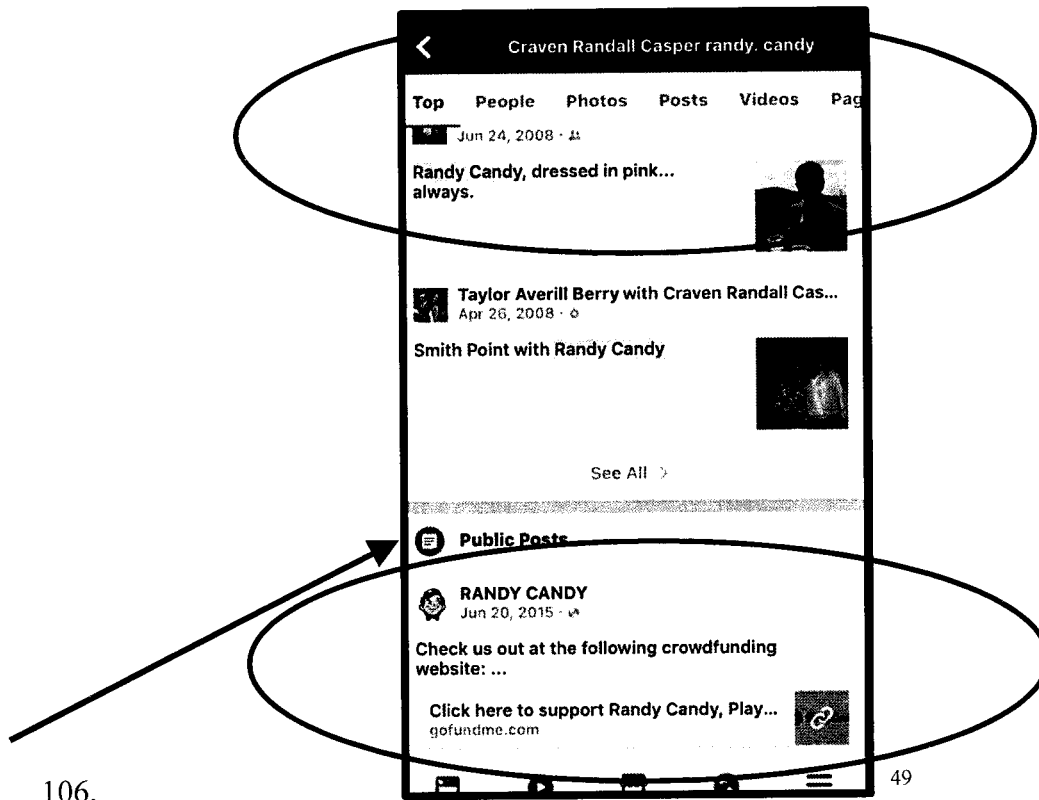 Craven Randall Casper randy. candy
Top People Photos Posts Videos Pag
Jun 24, 2008 ·
Randy Candy, dressed in pink...
always.
Taylor Averill Berry with Craven Randall Cas...
Apr 26, 2008 ·
Smith Point with Randy Candy
See All >
Public Posts
RANDY CANDY
Jun 20, 2015 ·
Check us out at the following crowdfunding
website: ...
Click here to support Randy Candy, Play...
gofundme.com
106.
49